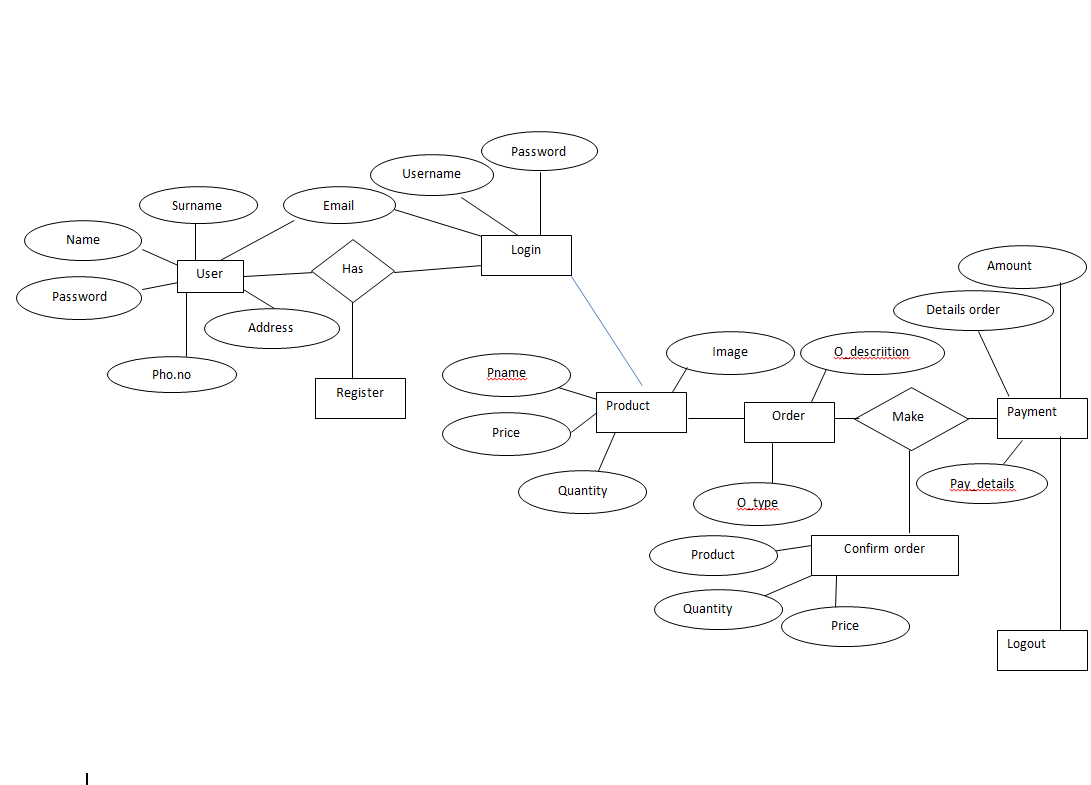 Password
Username
Surname
Email
Name
Login
Has
User
Amount
Password
Details order
Address
Image
O_descriition
Pho.no
Pname
Register
Product
Order
Make
Payment
Price
Quantity
Pay_details
O_type
Confirm order
Product
Quantity
Price
Logout